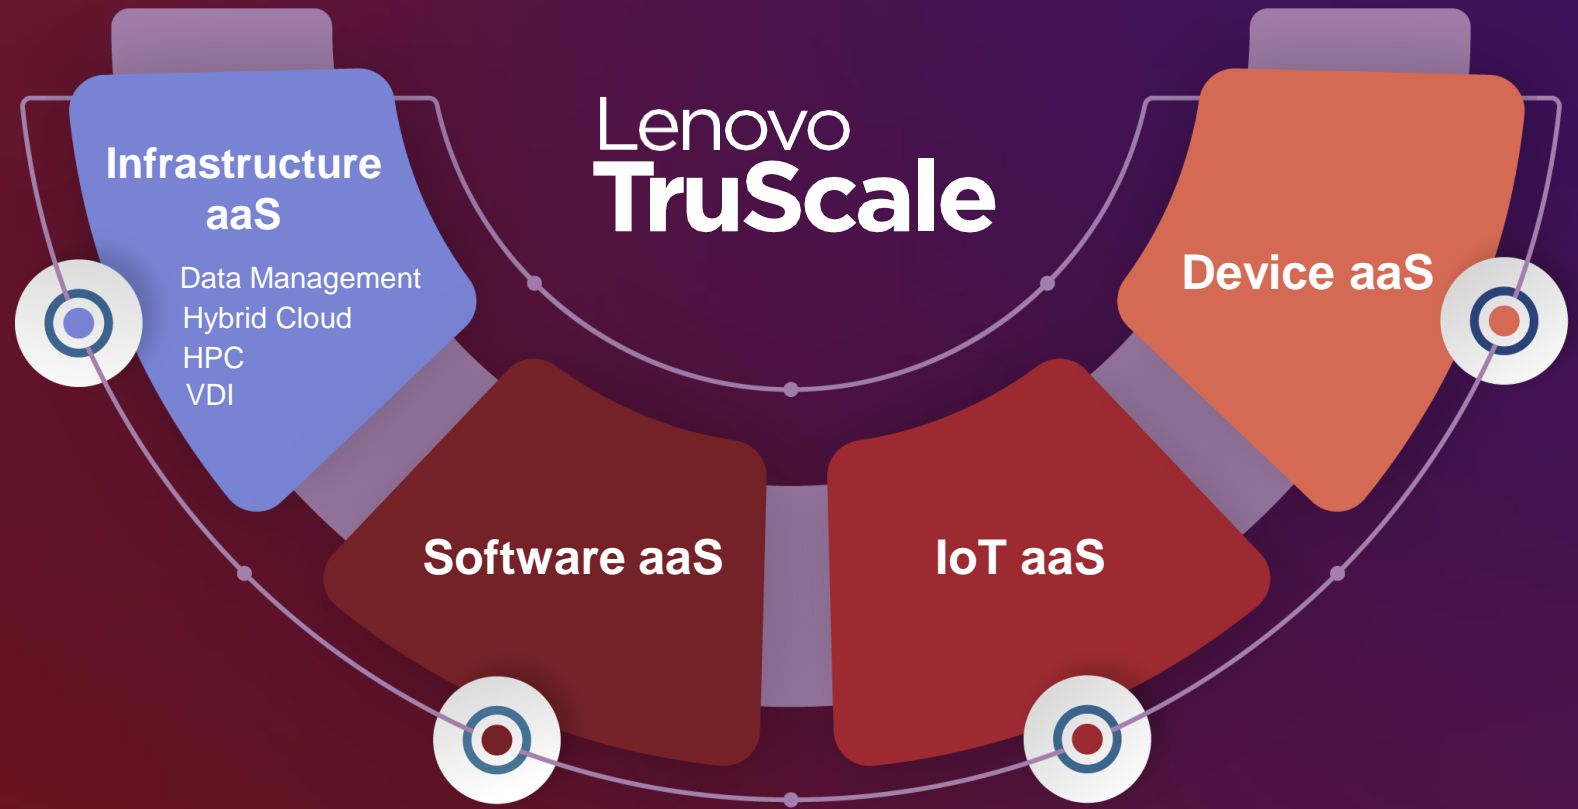 Lenovo
TruScale
Infrastructure
aaS
Data Management
Hybrid Cloud
HPC
VDI
Software aaS
IoT aaS
Device aaS